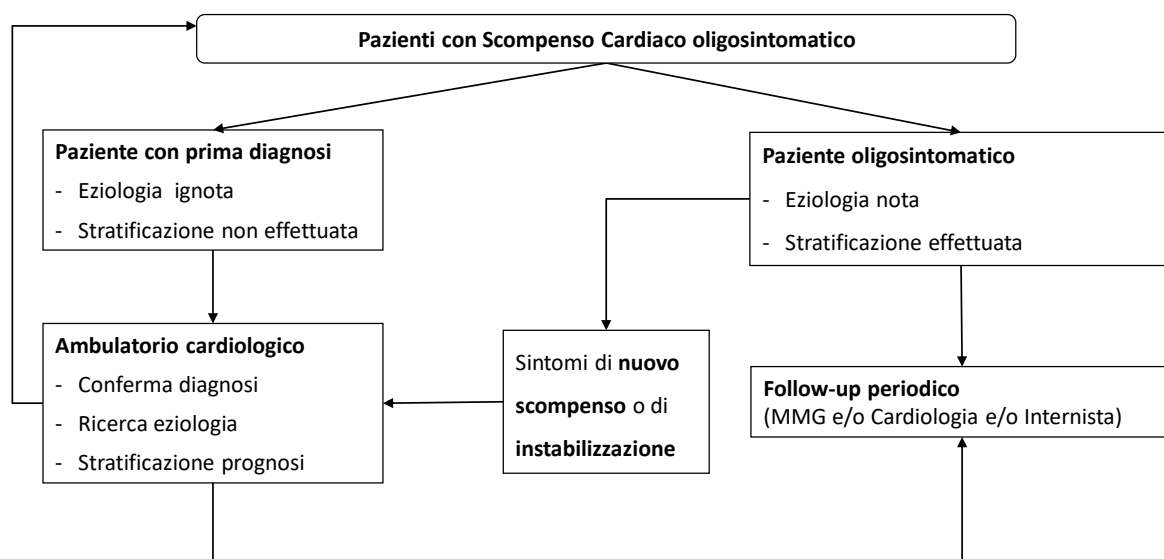 Pazienti con Scompenso Cardiaco oligosintomatico
Paziente con prima diagnosi
- Eziologia ignota
- Stratificazione non effettuata
Paziente oligosintomatico
- Eziologia nota
- Stratificazione effettuata
Ambulatorio cardiologico
- Conferma diagnosi
- Ricerca eziologia
- Stratificazione prognosi
Sintomi di nuovo
scompenso o di
instabilizzazione
Follow-up periodico
(MMG e/o Cardiologia e/o Internista)